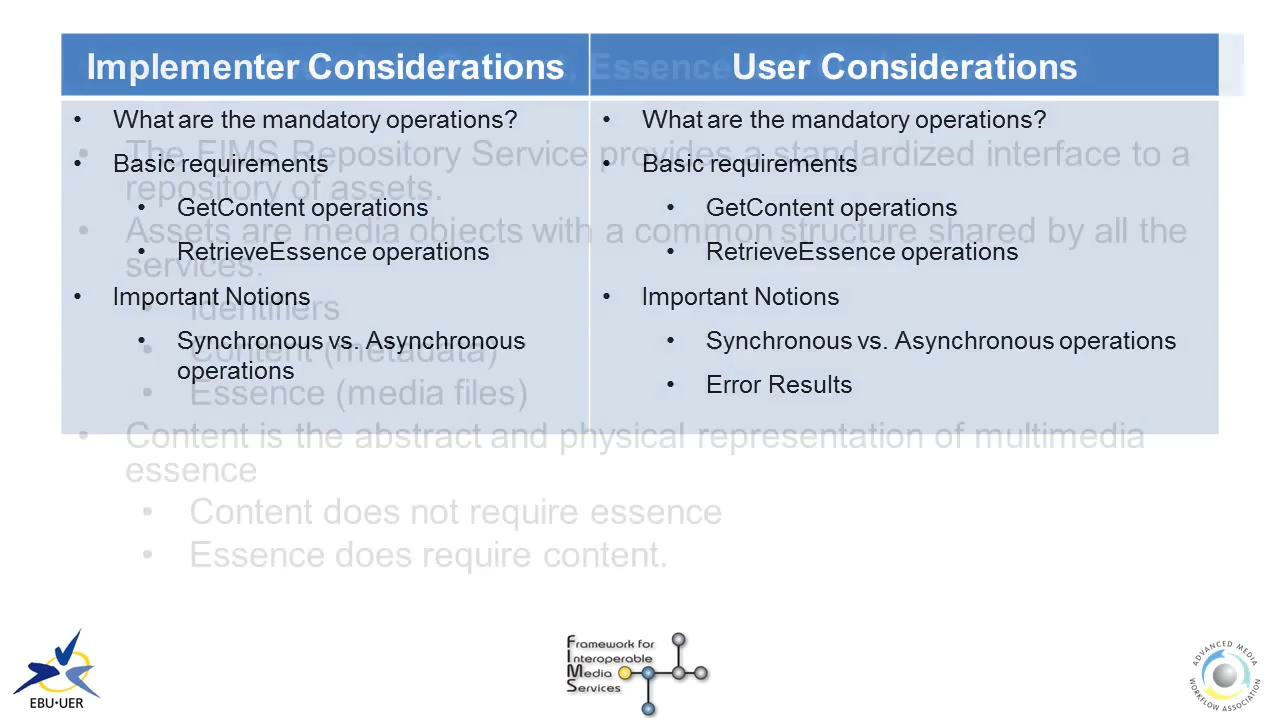 Implementer Considerations
• What are the mandatory operations?
• Basic requirements
• GetContent operations
• RetrieveEssence operations
• Important Notions
• Synchronous vs. Asynchronous
operations
User Considerations
• What are the mandatory operations?
• Basic requirements
• GetContent operations
• RetrieveEssence operations
• Important Notions
• Synchronous vs. Asynchronous operations
• Error Results
, Essence
• The FIMS Repository Service provides a standardized interface to a
repository of assets.
• Assets are media objects with a common structure shared by all the
services.
• Identifiers
• Content (metadata)
• Essence (media files)
• Content is the abstract and physical representation of multimedia
essence
• Content does not require essence
• Essence does require content.
EBU·UER
Framework for
Interoperable
Media
Services
ADVANCED MEDIA
WORKFLOW ASSOCIATION